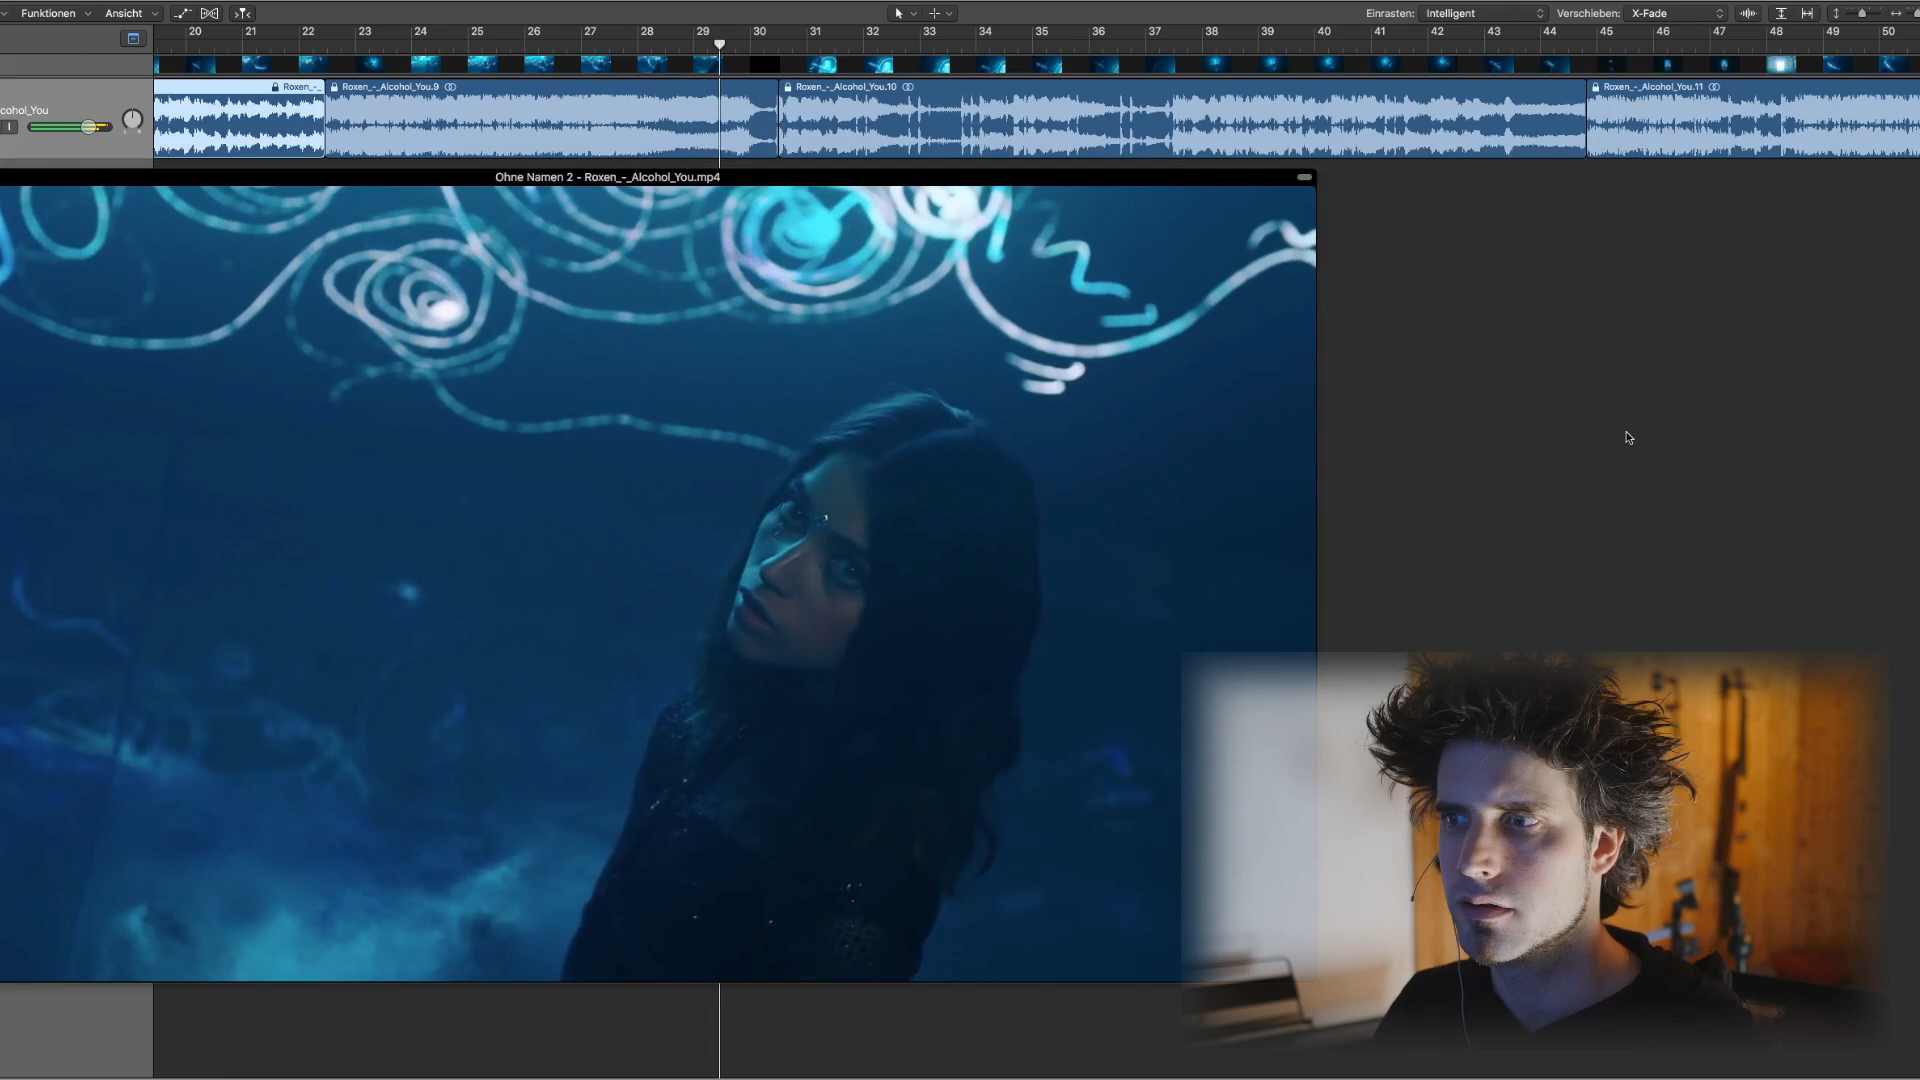 Funktionen Ansicht Einrasten: Intelligent Verschieben: X-Fade
20 21 22 23 24 25 26 27 28 29 30 31 32 33 34 35 36 37 38 39 40 41 42 43 44 45 46 47 48 49 50
Roxen_-_ Roxen_-_Alcohol_You.9 Roxen_-_Alcohol_You.10 Roxen_-_Alcohol_You.11
cohol_You
I
Ohne Namen 2 - Roxen_-_Alcohol_You.mp4